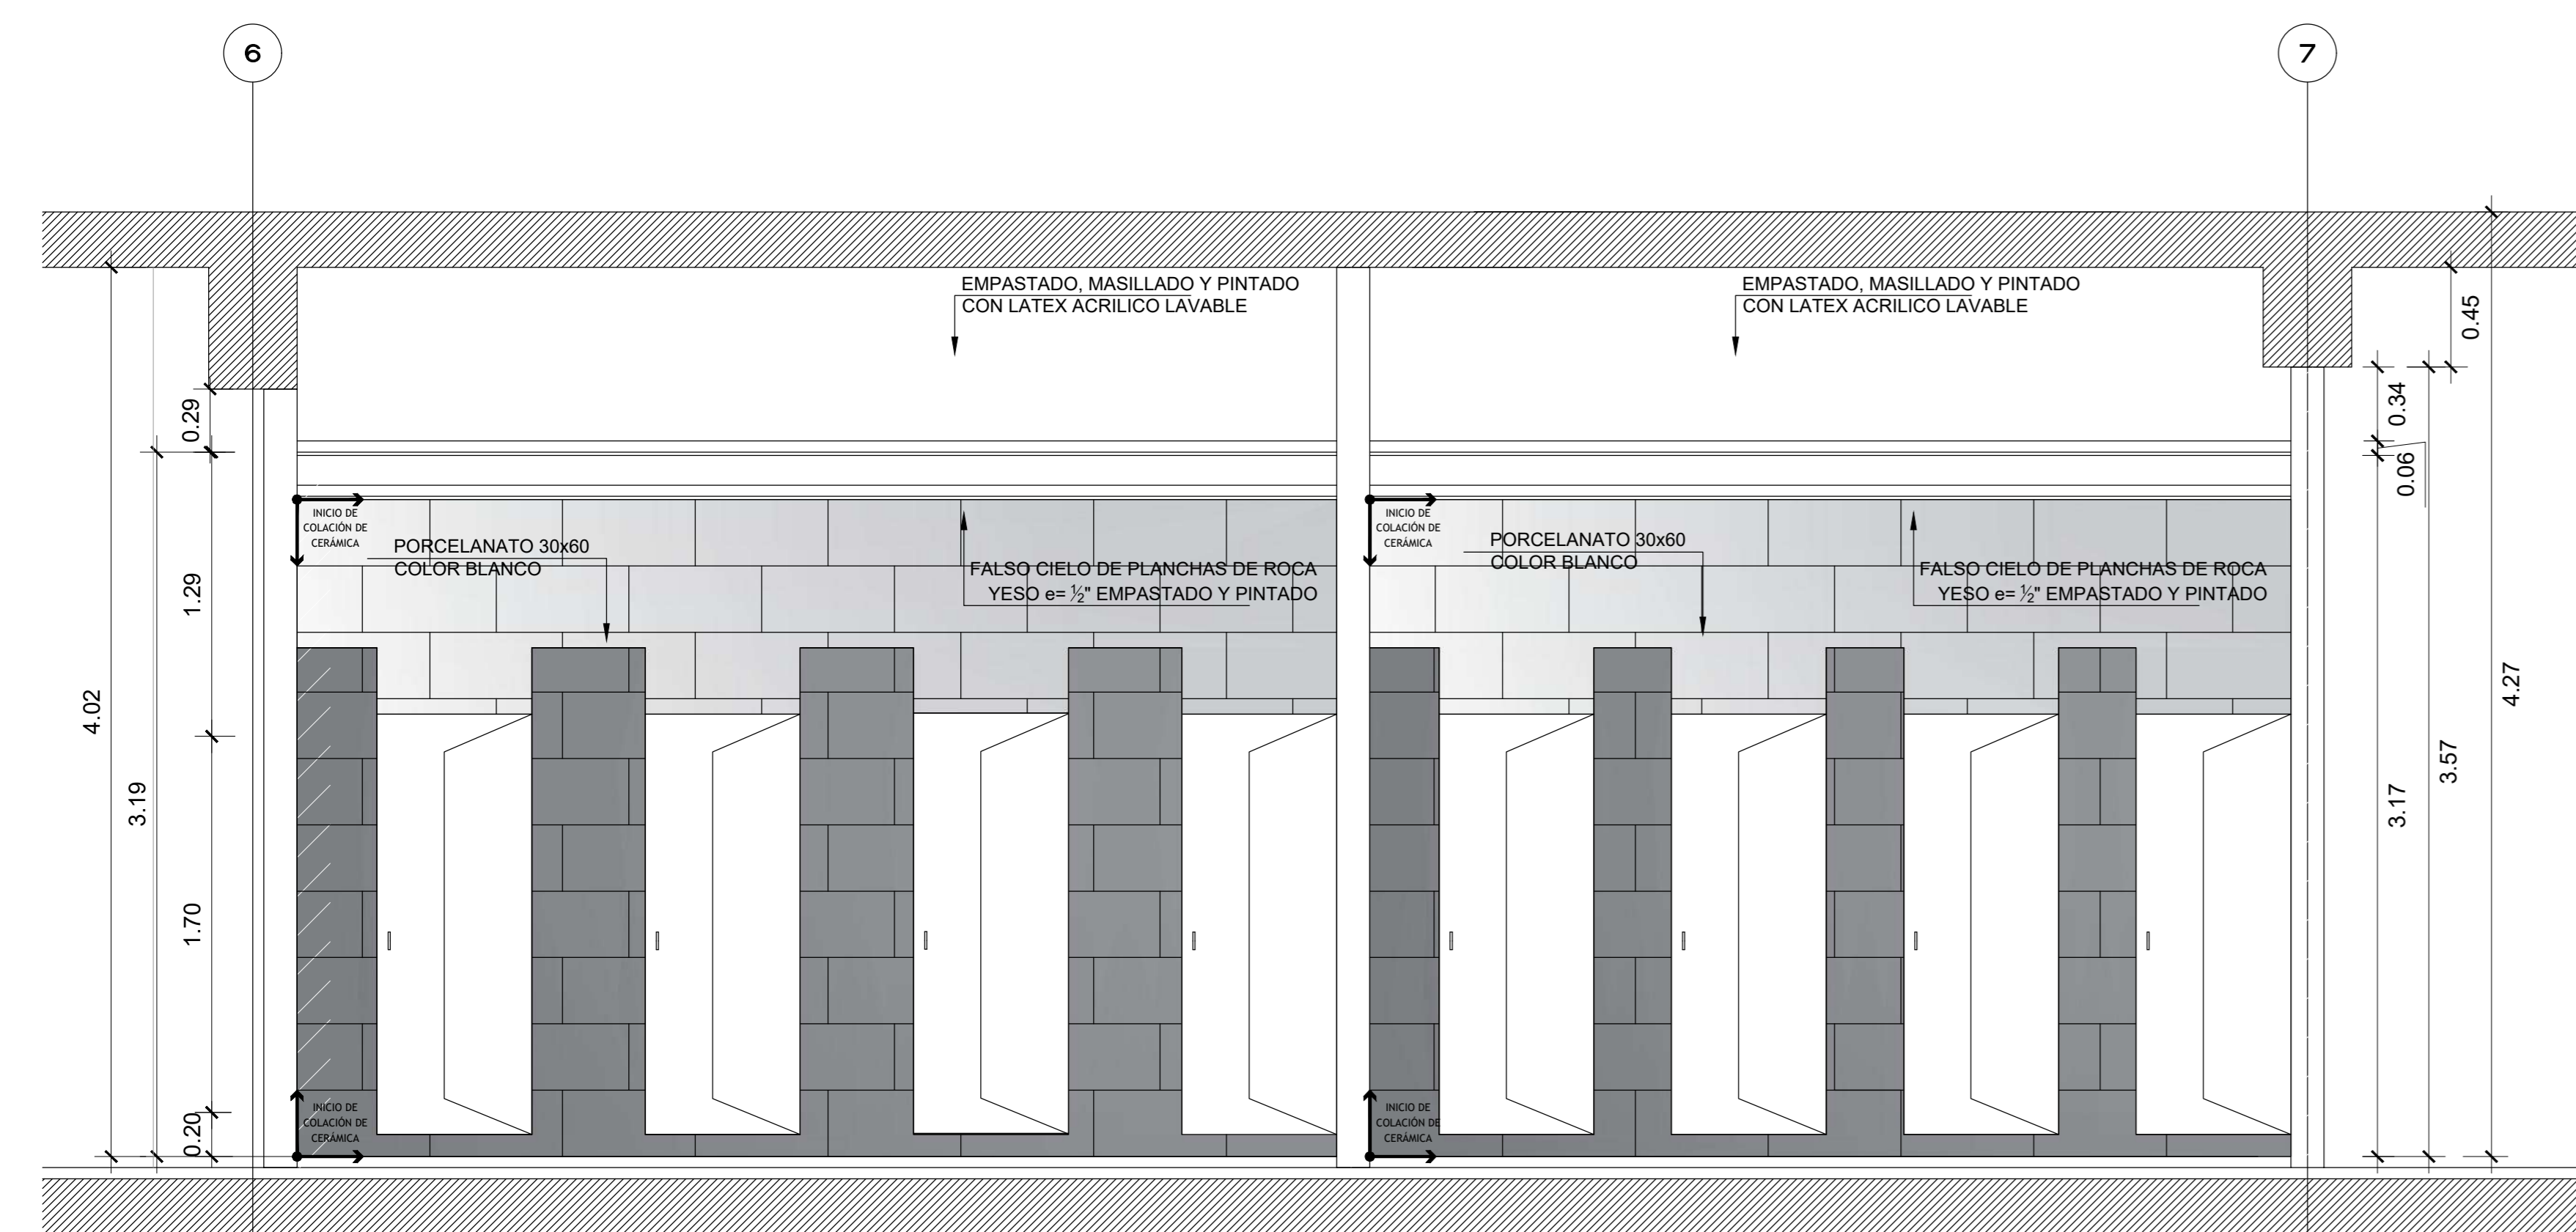 6
7
EMPASTADO, MASILLADO Y PINTADO
CON LATEX ACRILICO LAVABLE
EMPASTADO, MASILLADO Y PINTADO
CON LATEX ACRILICO LAVABLE
0.45
0.29
0.34
0.06
INICIO DE
COLACIÓN DE
CERÁMICA
PORCELANATO 30x60
COLOR BLANCO
FALSO CIELO DE PLANCHAS DE ROCA
YESO e= ½" EMPASTADO Y PINTADO
INICIO DE
COLACIÓN DE
CERÁMICA
PORCELANATO 30x60
COLOR BLANCO
FALSO CIELO DE PLANCHAS DE ROCA
YESO e= ½" EMPASTADO Y PINTADO
1.29
4.02
3.19
1.70
0.20
4.27
3.57
3.17
INICIO DE
COLACIÓN DE
CERÁMICA
INICIO DE
COLACIÓN DE
CERÁMICA